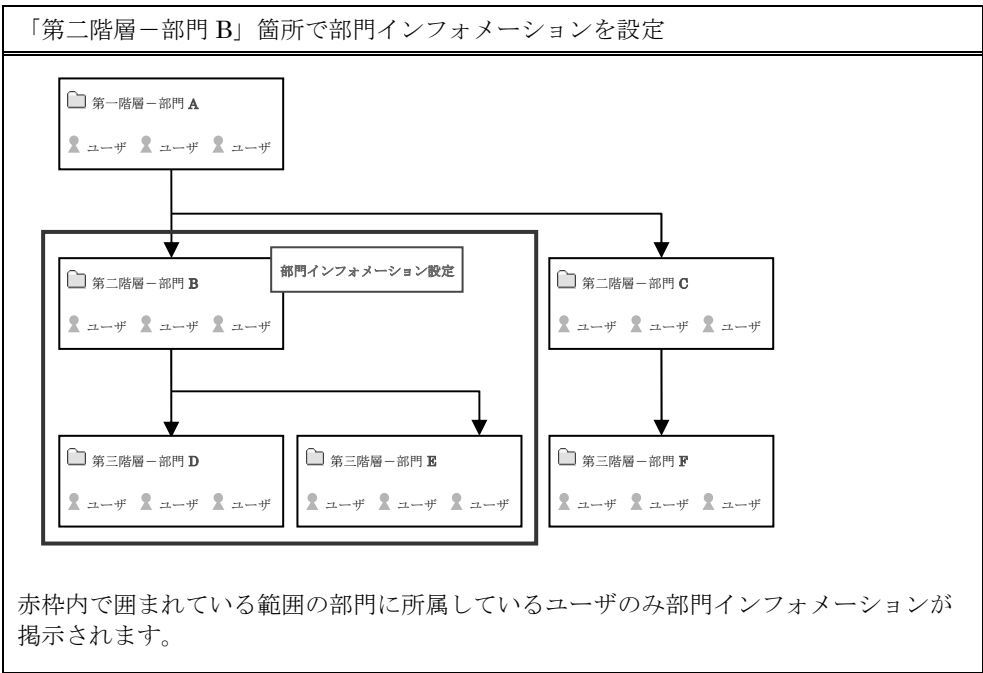 「第二階層－部門 B」箇所で部門インフォメーションを設定
第一階層－部門 A
ユーザ ユーザ ユーザ
部門インフォメーション設定
第二階層－部門 B
ユーザ ユーザ ユーザ
第二階層－部門 C
ユーザ ユーザ ユーザ
第三階層－部門 D
ユーザ ユーザ ユーザ
第三階層－部門 E
ユーザ ユーザ ユーザ
第三階層－部門 F
ユーザ ユーザ ユーザ
赤枠内で囲まれている範囲の部門に所属しているユーザのみ部門インフォメーションが
掲示されます。